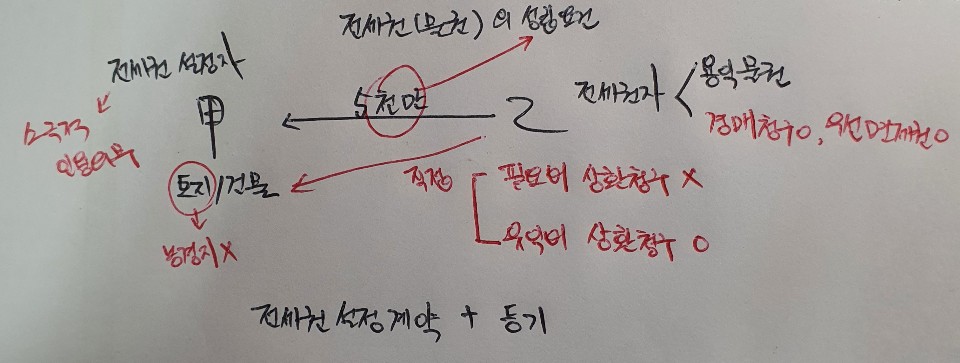 전세권(물권)의 성립요건
전세권 설정자
5천만
전세권자
용익물권
경매청구O, 우선변제권O
소극적
인용의무
甲
乙
토지/건물
직접
필요비 상환청구 X
유익비 상환청구 O
농경지X
전세권 설정계약 + 등기